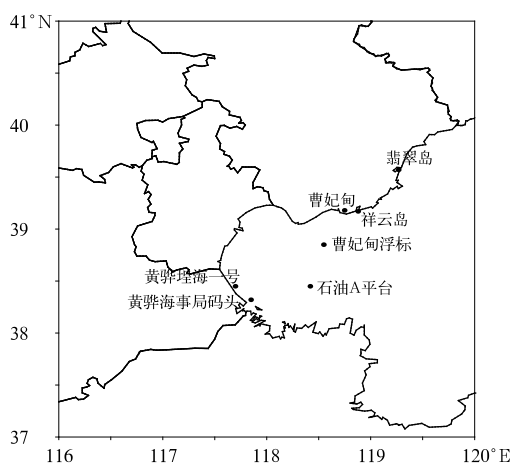 41°N
40
翡翠岛
曹妃甸
祥云岛
39
曹妃甸浮标
黄骅埕海一号
石油A平台
黄骅海事局码头
38
37
116
117
118
119
120°E